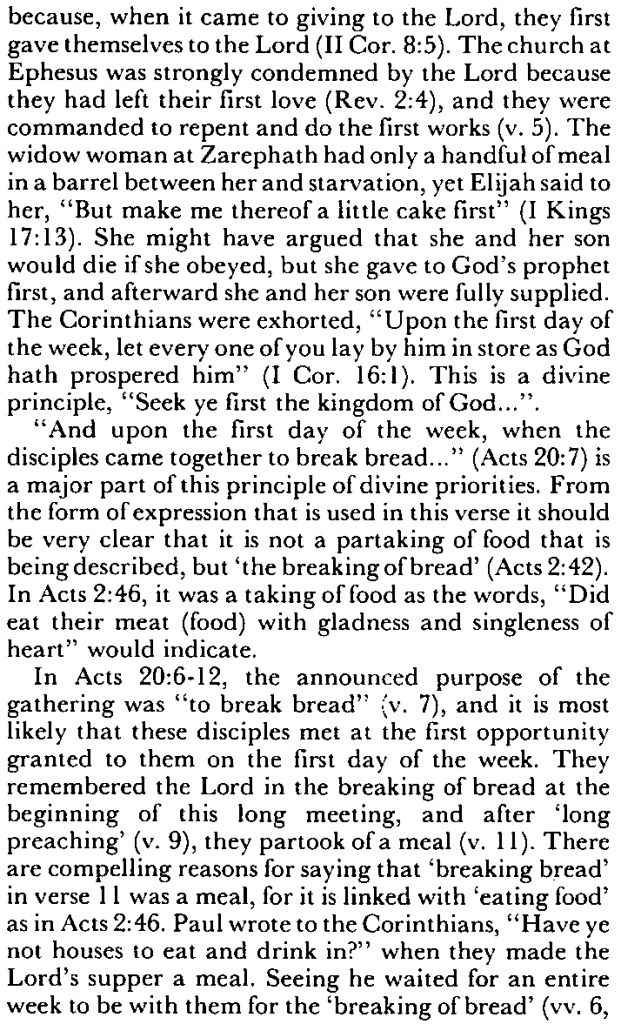 because, when it came to giving to the Lord, they first
gave themselves to the Lord (II Cor. 8:5). The church at
Ephesus was strongly condemned by the Lord because
they had left their first love (Rev. 2:4), and they were
commanded to repent and do the first works (v. 5). The
widow woman at Zarephath had only a handful of meal
in a barrel between her and starvation, yet Elijah said to
her, "But make me thereof a little cake first" (I Kings
17:13). She might have argued that she and her son
would die if she obeyed, but she gave to God's prophet
first, and afterward she and her son were fully supplied.
The Corinthians were exhorted, "Upon the first day of
the week, let every one of you lay by him in store as God
hath prospered him" (I Cor. 16:1). This is a divine
principle, "Seek ye first the kingdom of God...".
"And upon the first day of the week, when the
disciples came together to break bread..." (Acts 20:7) is
a major part of this principle of divine priorities. From
the form of expression that is used in this verse it should
be very clear that it is not a partaking of food that is
being described, but 'the breaking of bread' (Acts 2:42).
In Acts 2:46, it was a taking of food as the words, "Did
eat their meat (food) with gladness and singleness of
heart" would indicate.
In Acts 20:6-12, the announced purpose of the
gathering was "to break bread" (v. 7), and it is most
likely that these disciples met at the first opportunity
granted to them on the first day of the week. They
remembered the Lord in the breaking of bread at the
beginning of this long meeting, and after 'long
preaching' (v. 9), they partook of a meal (v. 11). There
are compelling reasons for saying that 'breaking bread'
in verse 11 was a meal, for it is linked with 'eating food'
as in Acts 2:46. Paul wrote to the Corinthians, "Have ye
not houses to eat and drink in?" when they made the
Lord's supper a meal. Seeing he waited for an entire
week to be with them for the 'breaking of bread' (vv. 6,